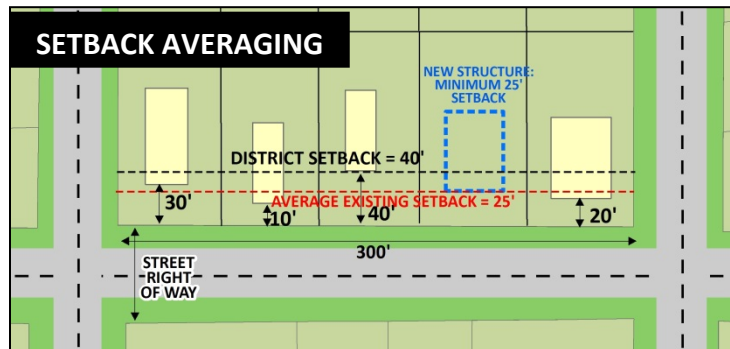 SETBACK AVERAGING
NEW STRUCTURE:
MINIMUM 25'
SETBACK
DISTRICT SETBACK = 40'
AVERAGE EXISTING SETBACK = 25'
30'
10'
40'
20'
300'
STREET
RIGHT
OF WAY